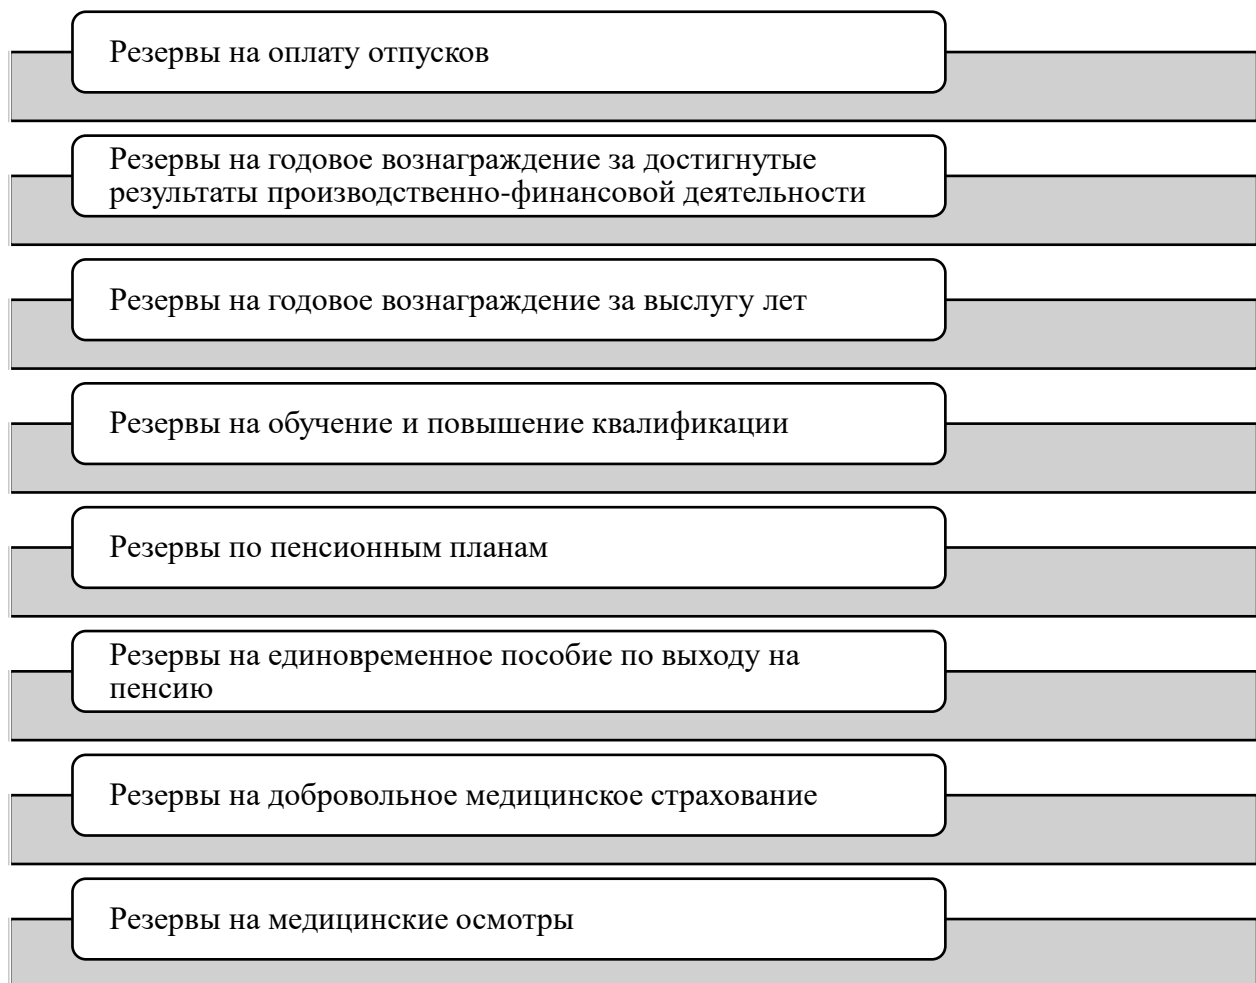 Резервы на оплату отпусков
Резервы на годовое вознаграждение за достигнутые
результаты производственно-финансовой деятельности
Резервы на годовое вознаграждение за выслугу лет
Резервы на обучение и повышение квалификации
Резервы по пенсионным планам
Резервы на единовременное пособие по выходу на
пенсию
Резервы на добровольное медицинское страхование
Резервы на медицинские осмотры